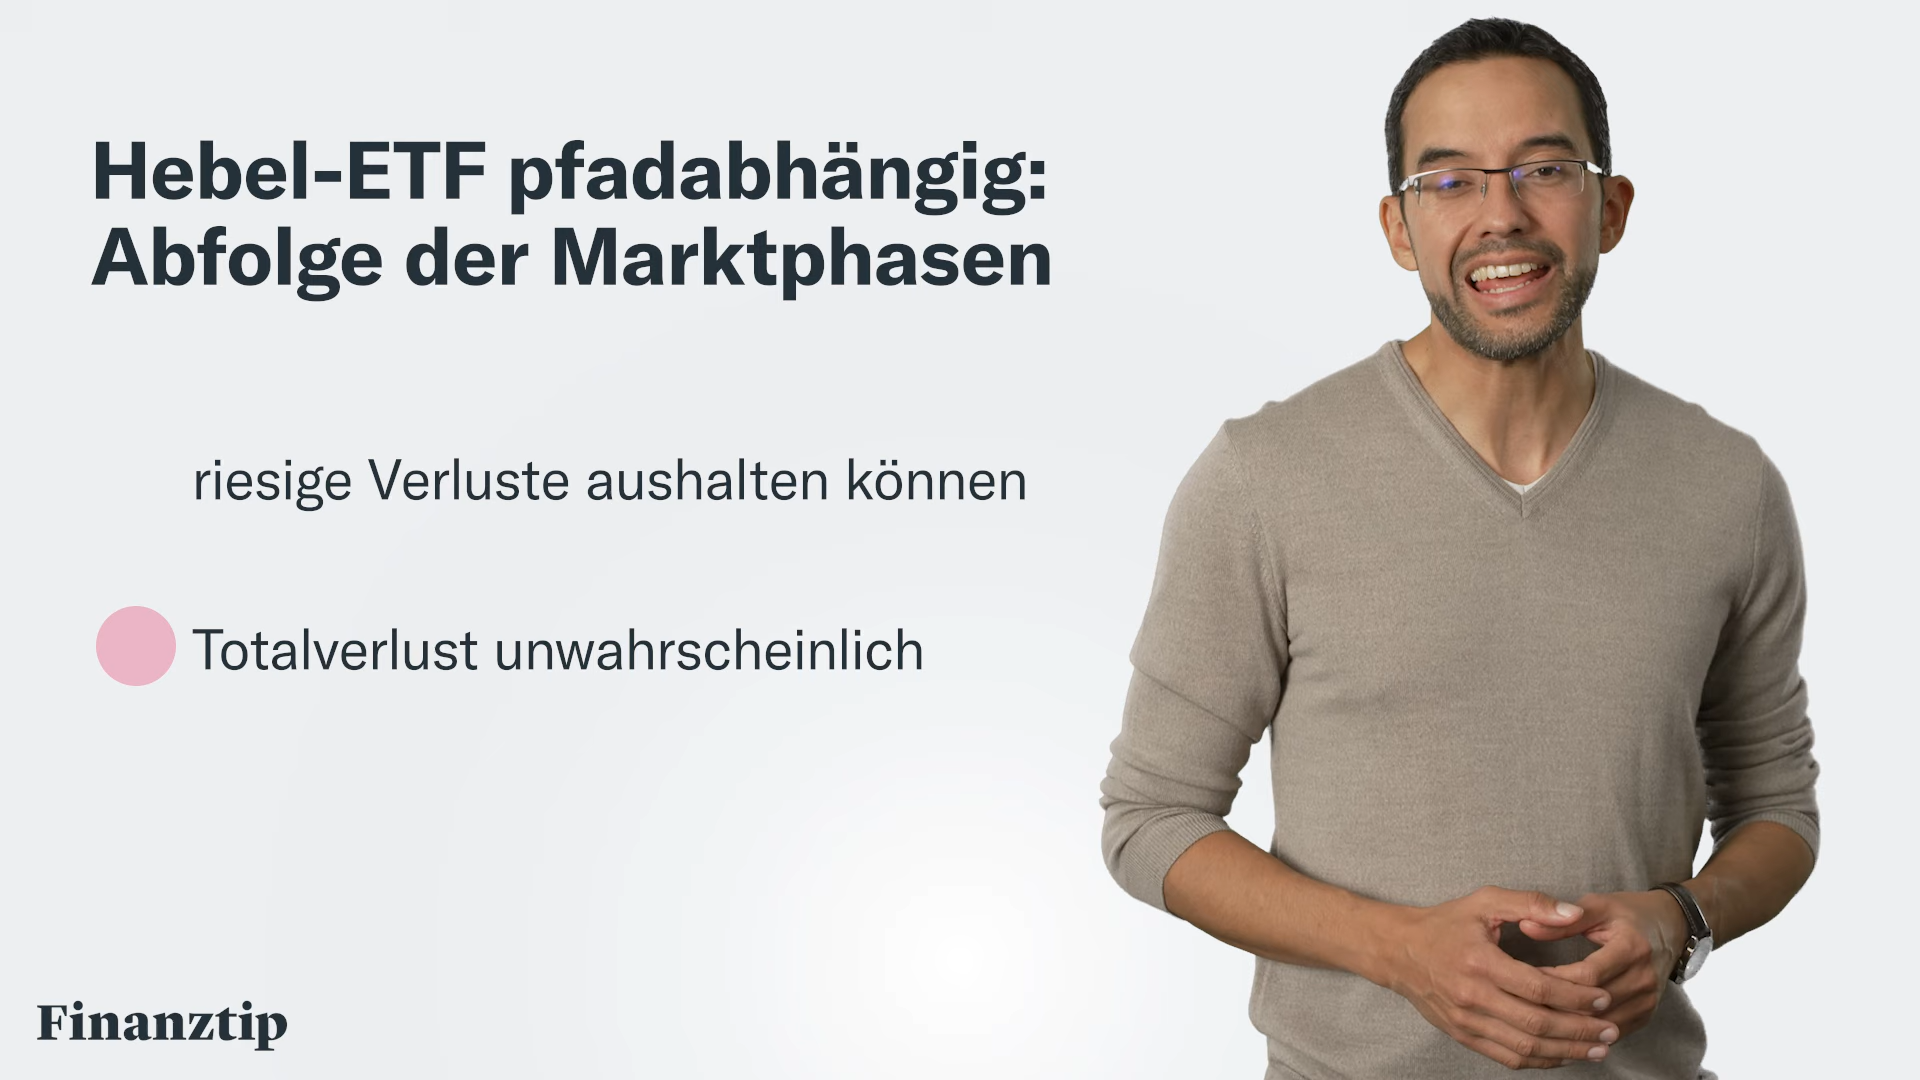 Hebel-ETF pfadabhängig:
Abfolge der Marktphasen
riesige Verluste aushalten können
Totalverlust unwahrscheinlich
Finanztip